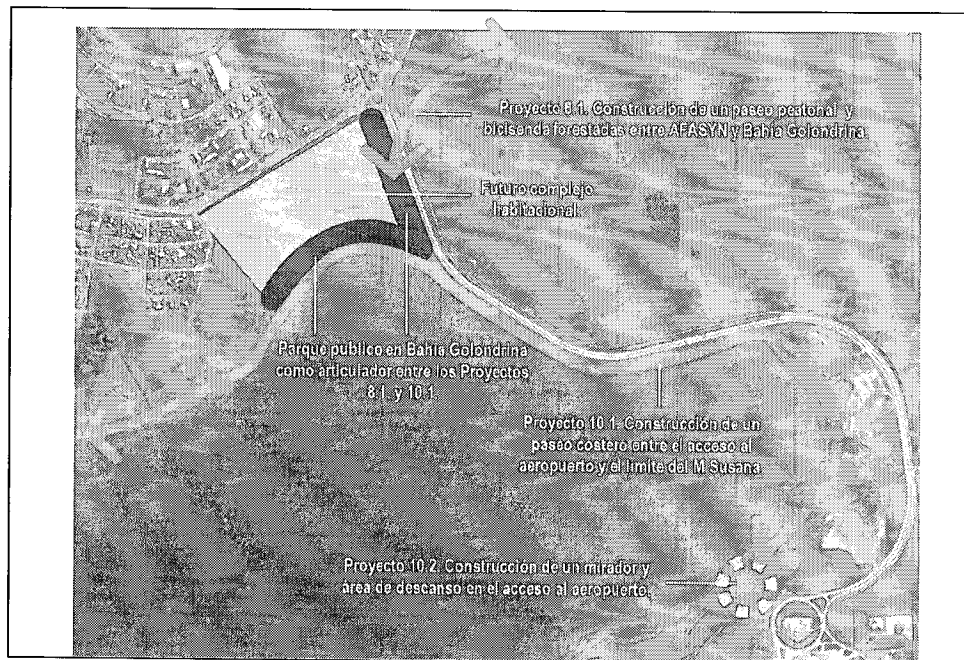 Proyecto 8.1. Construcción de un paseo peatonal y
bicisenda forestadas entre AFASYN y Bahía Golondrina.
Futuro complejo
habitacional.
Parque público en Bahía Golondrina
como articulador entre los Proyectos
8.1. y 10.1.
Proyecto 10.1. Construcción de un
paseo costero entre el acceso al
aeropuerto y el límite del M Susana.
Proyecto 10.2. Construcción de un mirador y
área de descanso en el acceso al aeropuerto.